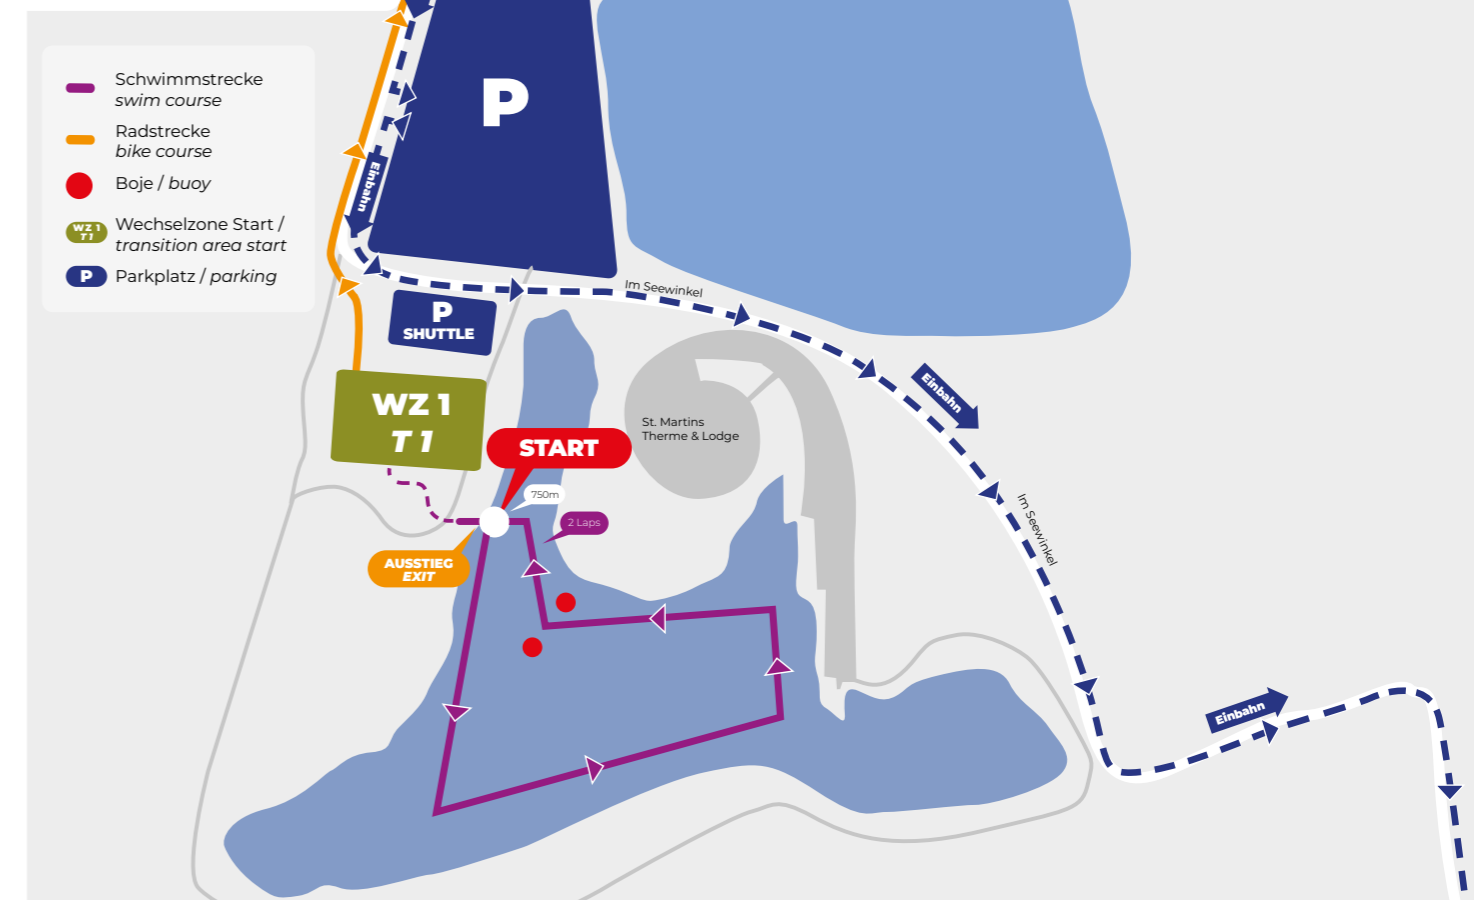 Schwimmstrecke
swim course
Radstrecke
bike course
Boje / buoy
WZ 1
T 1
Wechselzone Start /
transition area start
P
Parkplatz / parking
P
Einbahn
Im Seewinkel
P
SHUTTLE
WZ 1
T 1
START
750m
2 Laps
AUSSTIEG
EXIT
St. Martins
Therme & Lodge
Einbahn
Im Seewinkel
Einbahn